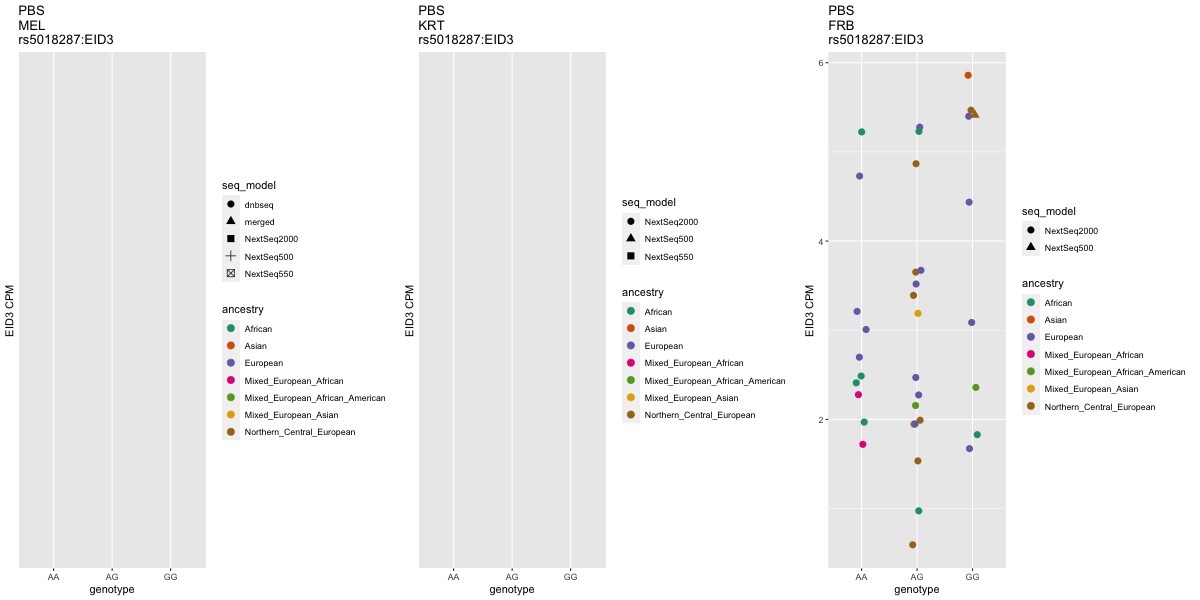 PBS
MEL
rs5018287:EID3
EID3 CPM
AA
AG
GG
genotype
seq_model
dnbseq
merged
NextSeq2000
NextSeq500
NextSeq550
ancestry
African
Asian
European
Mixed_European_African
Mixed_European_African_American
Mixed_European_Asian
Northern_Central_European
PBS
KRT
rs5018287:EID3
EID3 CPM
AA
AG
GG
genotype
seq_model
NextSeq2000
NextSeq500
NextSeq550
ancestry
African
Asian
European
Mixed_European_African
Mixed_European_African_American
Mixed_European_Asian
Northern_Central_European
PBS
FRB
rs5018287:EID3
EID3 CPM
6
4
2
AA
AG
GG
genotype
seq_model
NextSeq2000
NextSeq500
ancestry
African
Asian
European
Mixed_European_African
Mixed_European_African_American
Mixed_European_Asian
Northern_Central_European